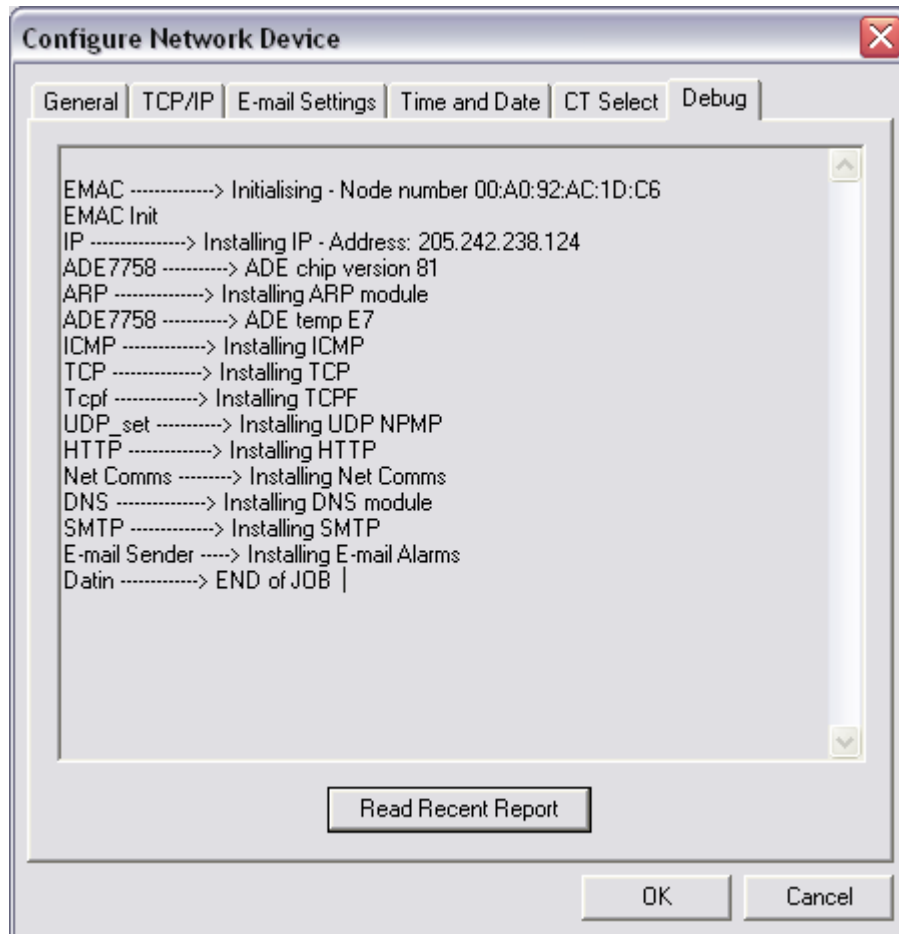 Configure Network Device
General TCP/IP E-mail Settings Time and Date CT Select Debug
EMAC -------------> Initialising - Node number 00:A0:92:AC:1D:C6
EMAC Init
IP ---------------> Installing IP - Address: 205.242.238.124
ADE7758 ----------> ADE chip version 81
ARP --------------> Installing ARP module
ADE7758 ----------> ADE temp E7
ICMP -------------> Installing ICMP
TCP --------------> Installing TCP
Tcpf -------------> Installing TCPF
UDP_set ----------> Installing UDP NPMP
HTTP -------------> Installing HTTP
Net Comms --------> Installing Net Comms
DNS --------------> Installing DNS module
SMTP -------------> Installing SMTP
E-mail Sender -----> Installing E-mail Alarms
Datin ------------> END of JOB
Read Recent Report
OK Cancel